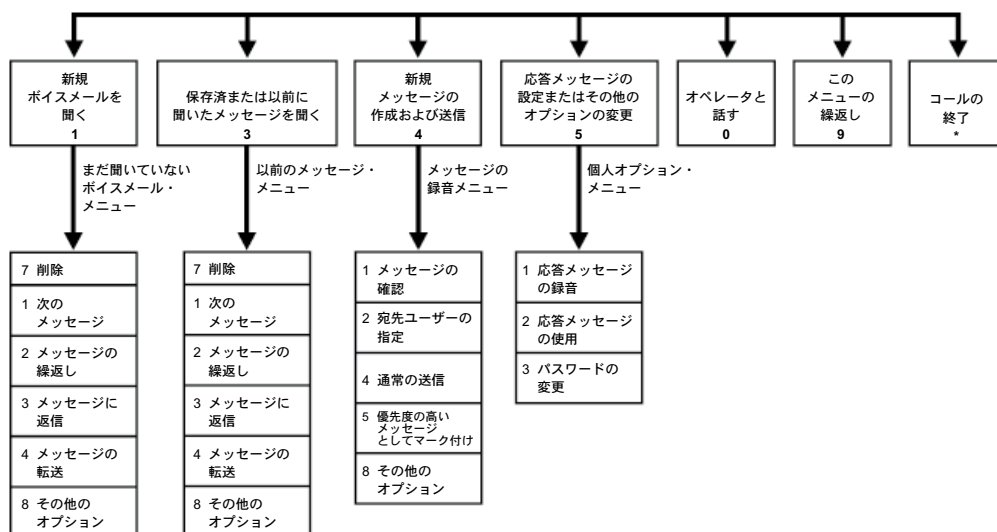 新規
ボイスメールを
聞く
1
保存済または以前に
聞いたメッセージを聞く
3
新規
メッセージの
作成および送信
4
応答メッセージの
設定またはその他の
オプションの変更
5
オペレータと
話す
0
この
メニューの
繰返し
9
コールの
終了
*
まだ聞いていない
ボイスメール・
メニュー
以前のメッセージ・
メニュー
メッセージの
録音メニュー
個人オプション・
メニュー
7 削除
1 次の
メッセージ
2 メッセージの
繰返し
3 メッセージに
返信
4 メッセージの
転送
8 その他の
オプション
7 削除
1 次の
メッセージ
2 メッセージの
繰返し
3 メッセージに
返信
4 メッセージの
転送
8 その他の
オプション
1 メッセージの
確認
2 宛先ユーザーの
指定
4 通常の送信
5 優先度の高い
メッセージ
としてマーク付け
8 その他の
オプション
1 応答メッセージ
の録音
2 応答メッセージ
の使用
3 パスワードの
変更